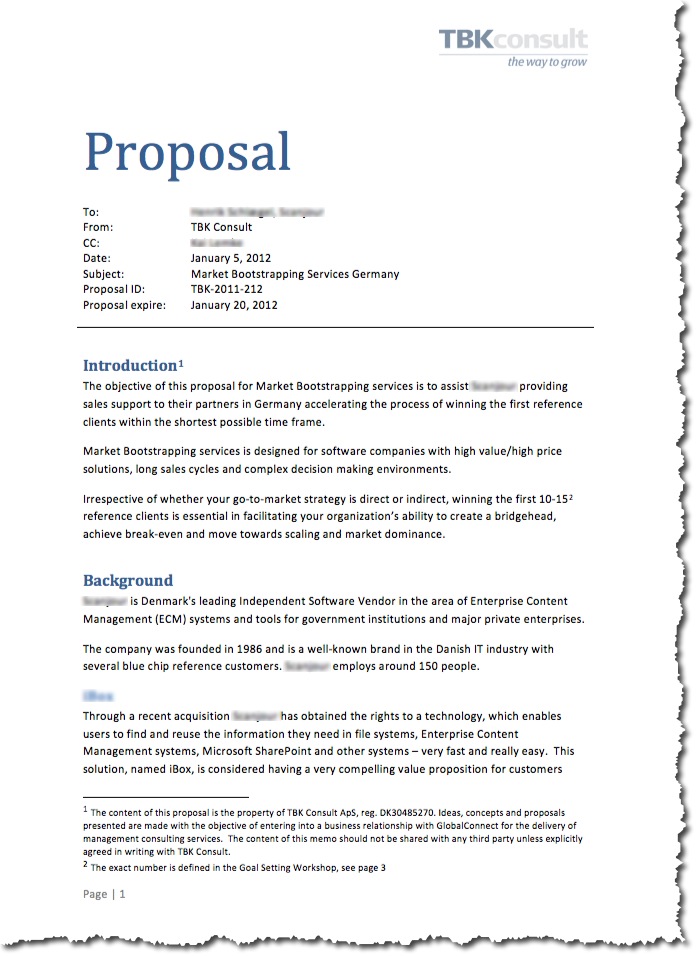 TBKconsult
the way to grow
Proposal
To:
From: TBK Consult
CC:
Date: January 5, 2012
Subject: Market Bootstrapping Services Germany
Proposal ID: TBK-2011-212
Proposal expire: January 20, 2012
Introduction1
The objective of this proposal for Market Bootstrapping services is to assist providing
sales support to their partners in Germany accelerating the process of winning the first reference
clients within the shortest possible time frame.
Market Bootstrapping services is designed for software companies with high value/high price
solutions, long sales cycles and complex decision making environments.
Irrespective of whether your go-to-market strategy is direct or indirect, winning the first 10-152
reference clients is essential in facilitating your organization's ability to create a bridgehead,
achieve break-even and move towards scaling and market dominance.
Background
is Denmark's leading Independent Software Vendor in the area of Enterprise Content
Management (ECM) systems and tools for government institutions and major private enterprises.
The company was founded in 1986 and is a well-known brand in the Danish IT industry with
several blue chip reference customers. employs around 150 people.
Through a recent acquisition has obtained the rights to a technology, which enables
users to find and reuse the information they need in file systems, Enterprise Content
Management systems, Microsoft SharePoint and other systems – very fast and really easy. This
solution, named iBox, is considered having a very compelling value proposition for customers
1 The content of this proposal is the property of TBK Consult ApS, reg. DK30485270. Ideas, concepts and proposals
presented are made with the objective of entering into a business relationship with GlobalConnect for the delivery of
management consulting services. The content of this memo should not be shared with any third party unless explicitly
agreed in writing with TBK Consult.
2 The exact number is defined in the Goal Setting Workshop, see page 3
Page | 1